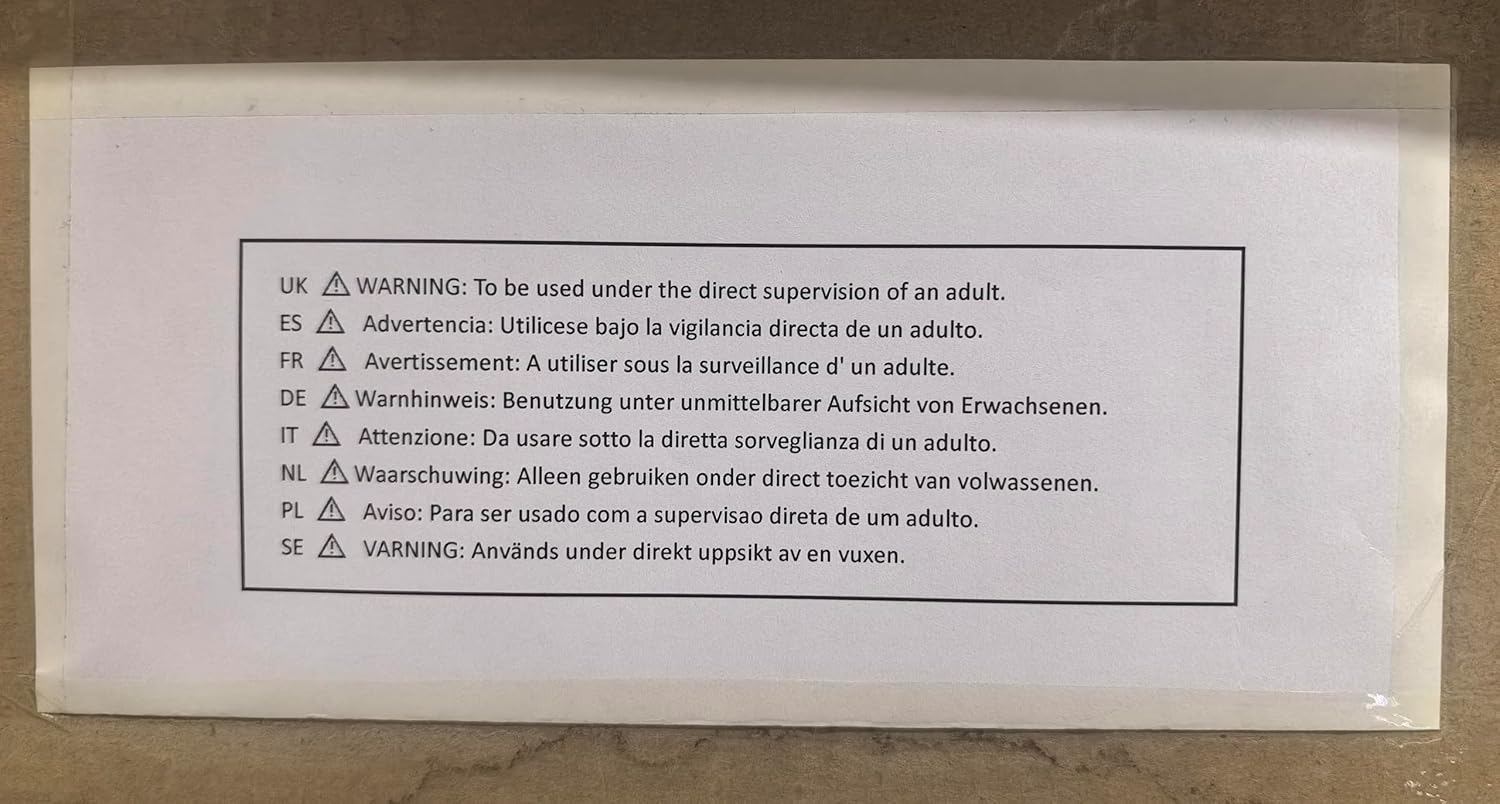 UK ⚠ WARNING: To be used under the direct supervision of an adult.
ES ⚠ Advertencia: Utilicese bajo la vigilancia directa de un adulto.
FR ⚠ Avertissement: A utiliser sous la surveillance d' un adulte.
DE ⚠ Warnhinweis: Benutzung unter unmittelbarer Aufsicht von Erwachsenen.
IT ⚠ Attenzione: Da usare sotto la diretta sorveglianza di un adulto.
NL ⚠ Waarschuwing: Alleen gebruiken onder direct toezicht van volwassenen.
PL ⚠ Aviso: Para ser usado com a supervisao direta de um adulto.
SE ⚠ VARNING: Används under direkt uppsikt av en vuxen.